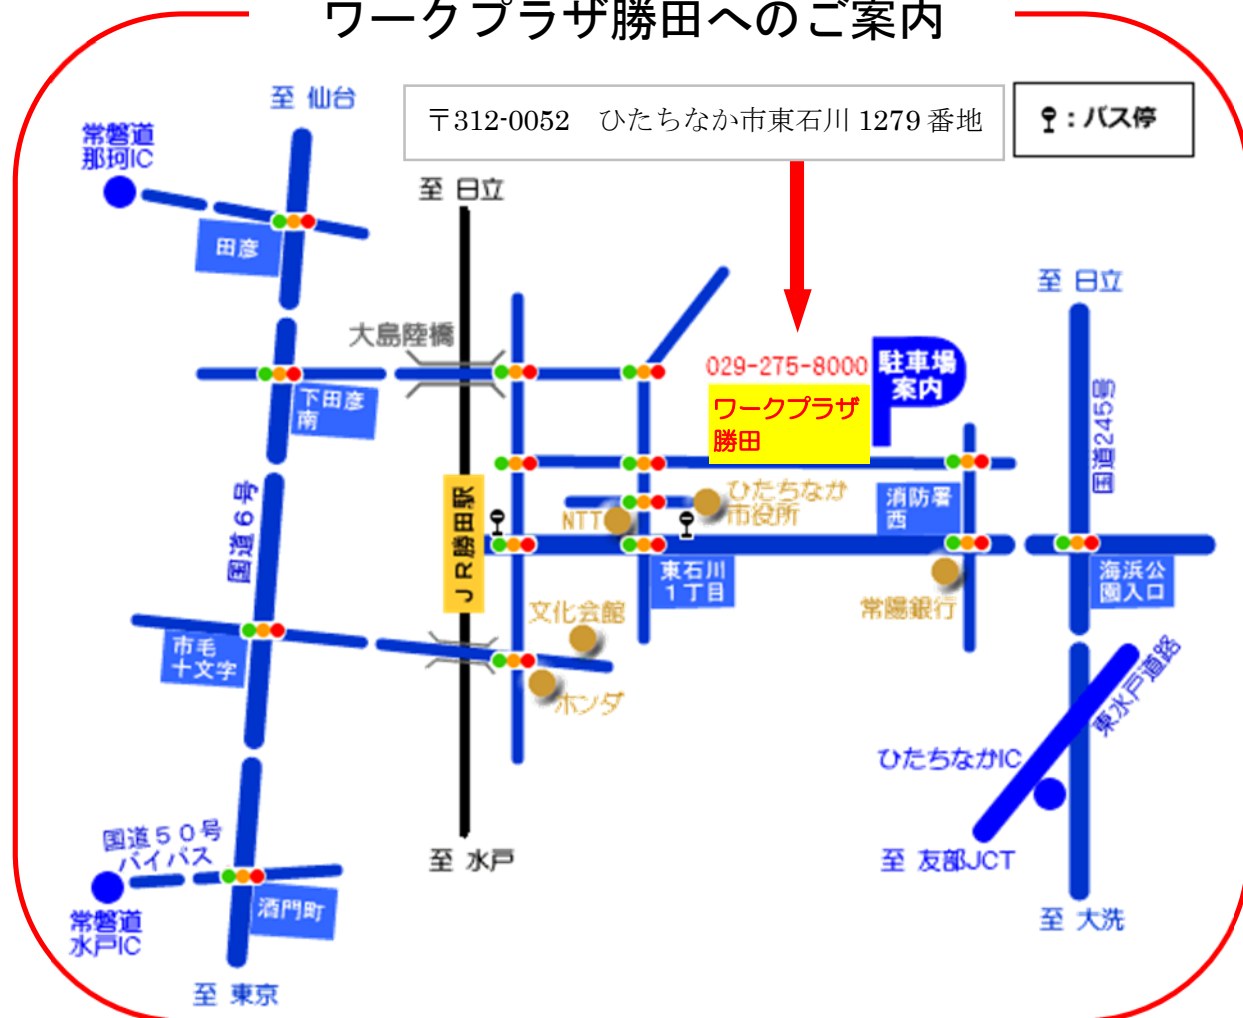 ワークプラザ勝田へのご案内
〒312-0052　ひたちなか市東石川 1279 番地
：バス停
至 仙台
常磐道
那珂IC
田彦
至 日立
大島陸橋
下田彦
南
029-275-8000
駐車場
案内
ワークプラザ
勝田
至 日立
国道245号
国道６号
ＪＲ勝田駅
NTT
ひたちなか
市役所
消防署
西
東石川
１丁目
常陽銀行
海浜公
園入口
文化会館
ホンダ
市毛
十文字
東水戸道路
ひたちなかIC
至 友部JCT
至 水戸
国道５０号
バイパス
常磐道
水戸IC
酒門町
至 大洗
至 東京